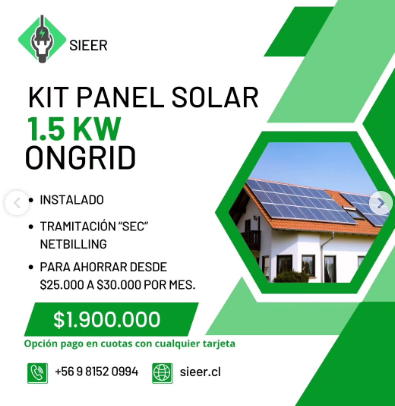 SIEER
KIT PANEL SOLAR
1.5 KW
ONGRID
• INSTALADO
• TRAMITACIÓN “SEC”
NETBILLING
• PARA AHORRAR DESDE
$25.000 A $30.000 POR MES.
$1.900.000
Opción pago en cuotas con cualquier tarjeta
+56 9 8152 0994 sieer.cl